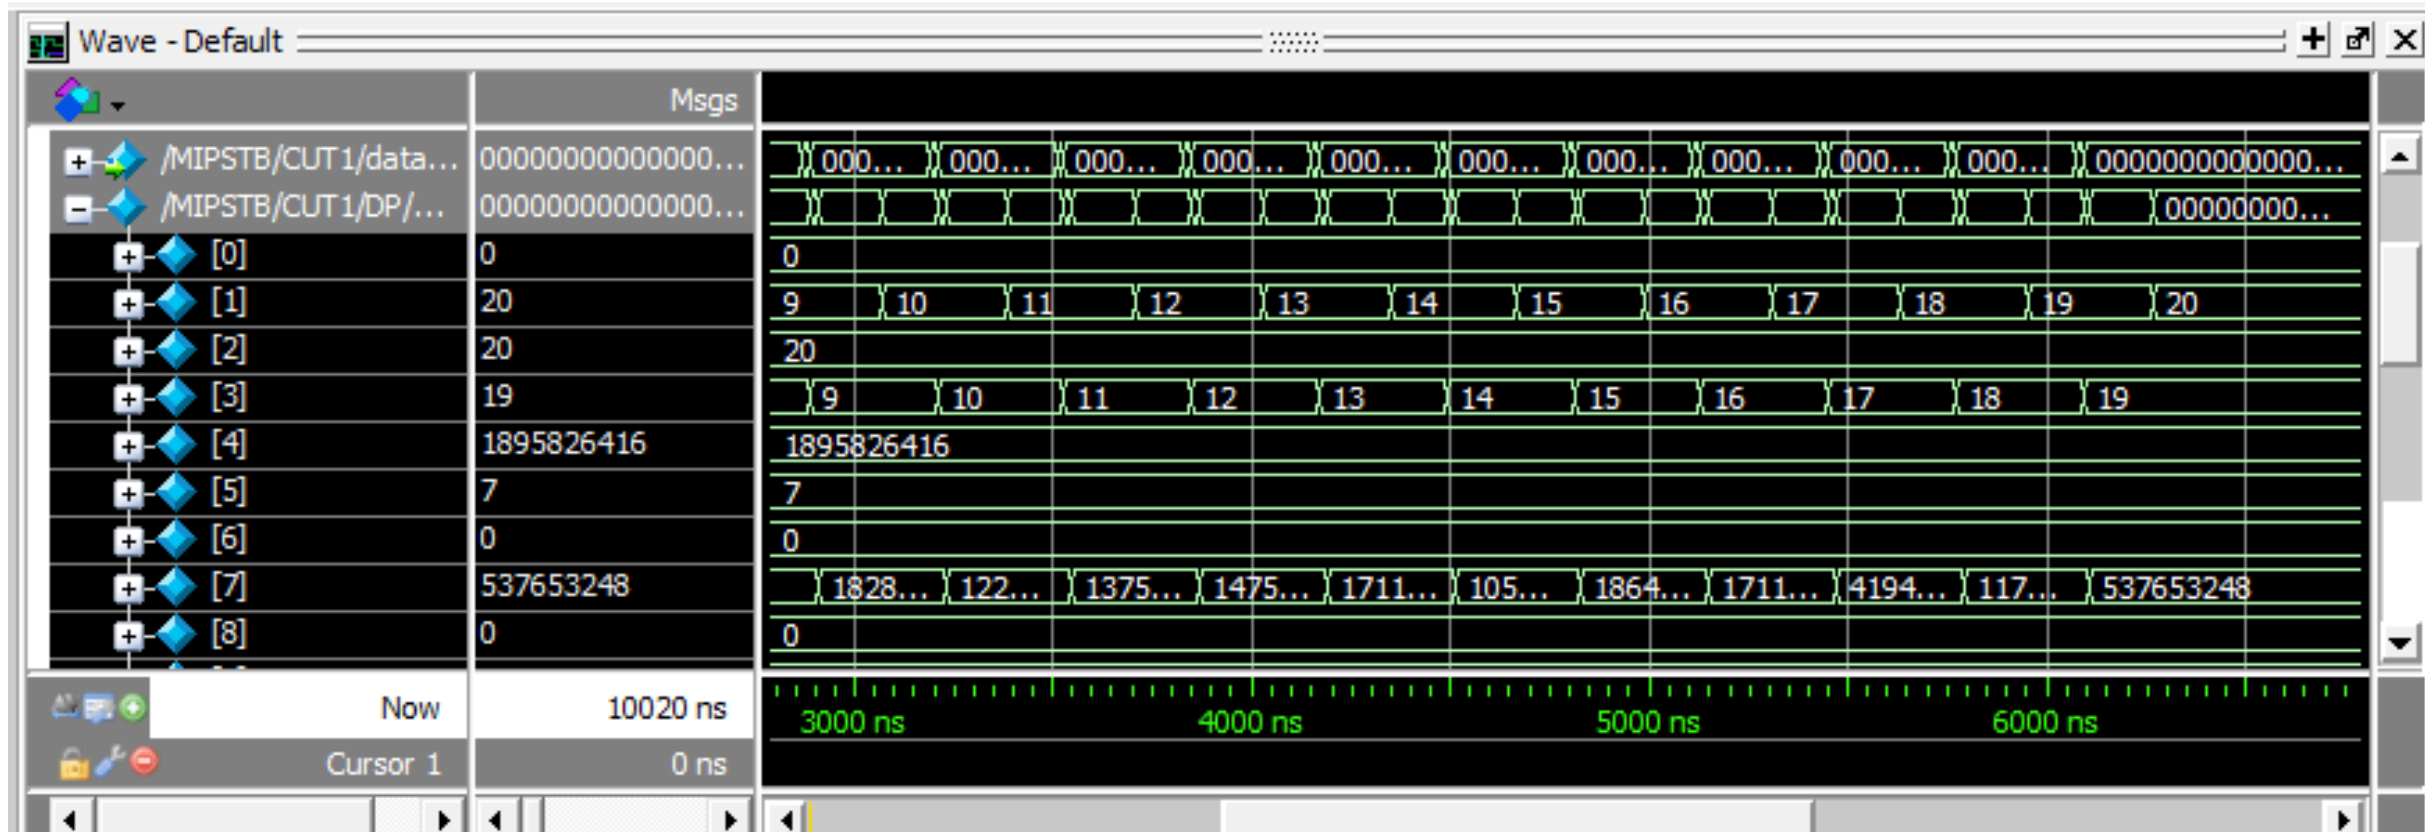 Wave - Default
Msgs
/MIPSTB/CUT1/data... 00000000000000... 000... 000... 000... 000... 000... 000... 000... 000... 000... 000... 0000000000000...
/MIPSTB/CUT1/DP/... 00000000000000... 00000000...
[0] 0 0
[1] 20 9 10 11 12 13 14 15 16 17 18 19 20
[2] 20 20
[3] 19 9 10 11 12 13 14 15 16 17 18 19
[4] 1895826416 1895826416
[5] 7 7
[6] 0 0
[7] 537653248 1828... 122... 1375... 1475... 1711... 105... 1864... 1711... 4194... 117... 537653248
[8] 0 0
Now 10020 ns 3000 ns 4000 ns 5000 ns 6000 ns
Cursor 1 0 ns